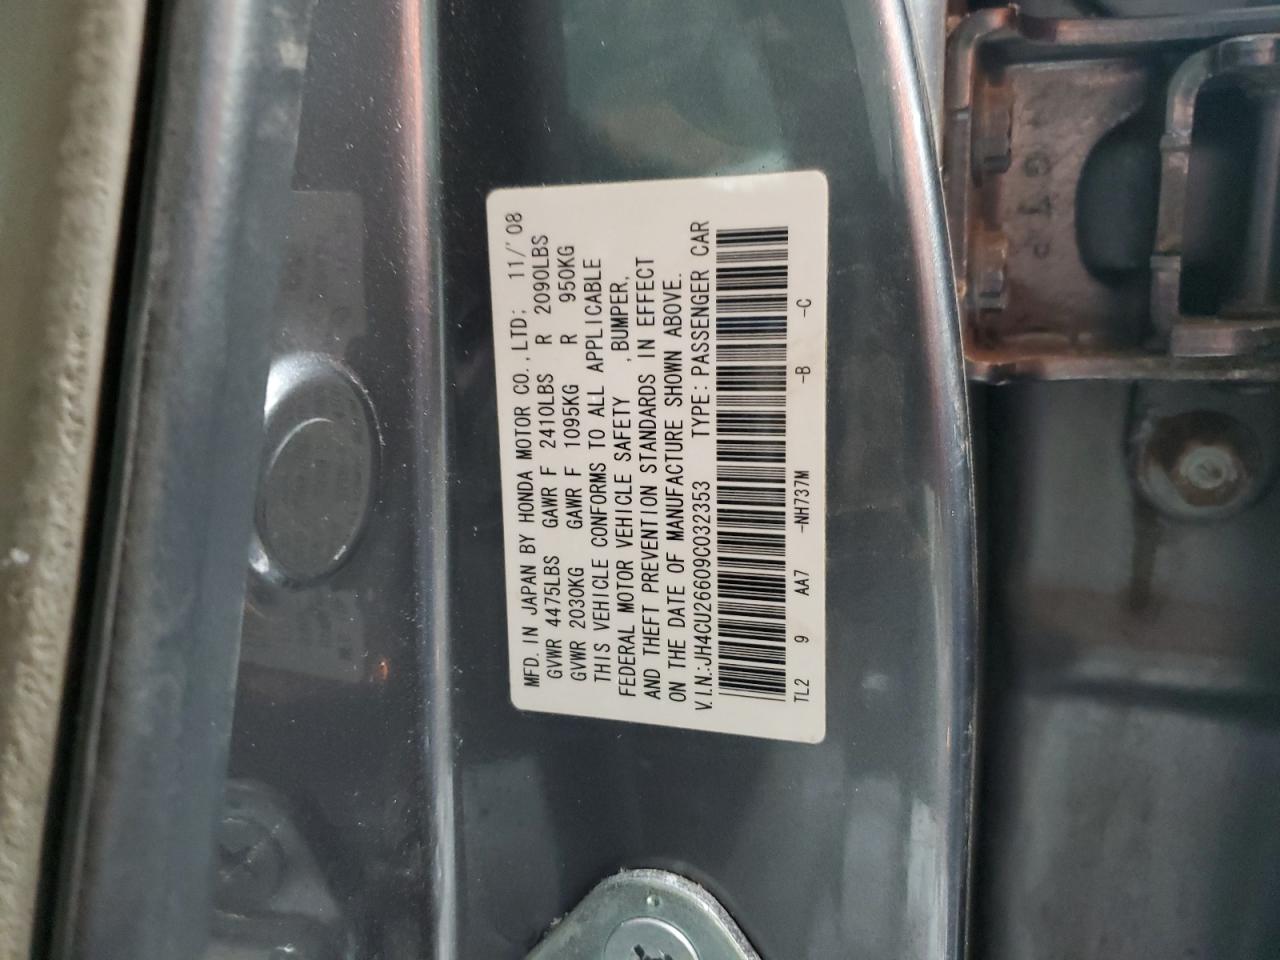 MFD. IN JAPAN BY HONDA MOTOR CO., LTD; 11/'08
GVWR 4475LBS GAWR F 2410LBS R 2090LBS
GVWR 2030KG GAWR F 1095KG R 950KG
THIS VEHICLE CONFORMS TO ALL APPLICABLE
FEDERAL MOTOR VEHICLE SAFETY , BUMPER,
AND THEFT PREVENTION STANDARDS IN EFFECT
ON THE DATE OF MANUFACTURE SHOWN ABOVE.
V.I.N.:JH4CU26609C032353 TYPE: PASSENGER CAR
TL2 9 AA7 -NH737M -B -C